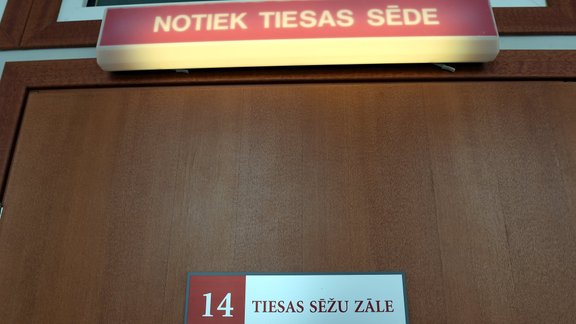 NOTIEK TIESAS SĒDE
14 TIESAS SĒŽU ZĀLE